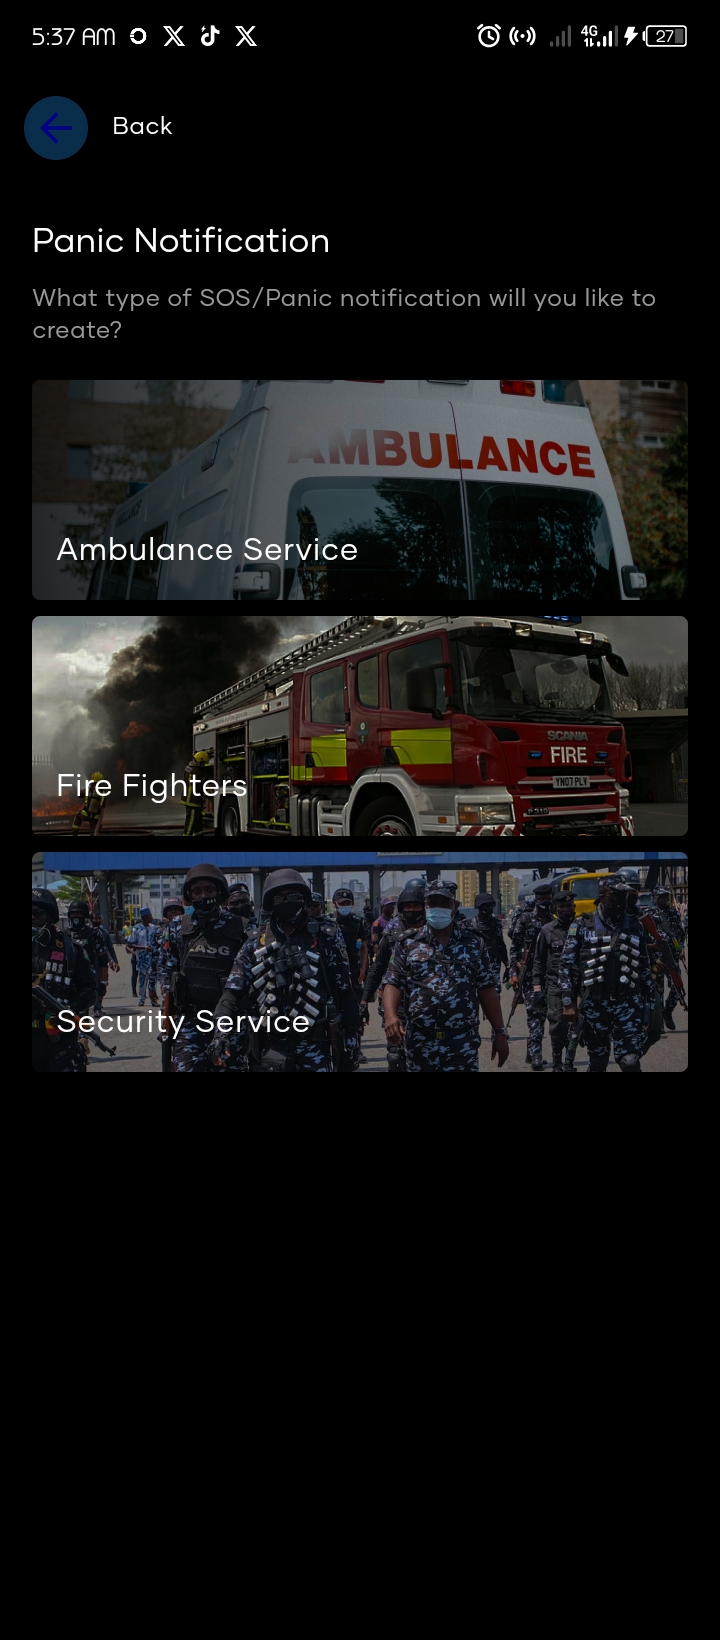 5:37 AM
4G
27
Back
Panic Notification
What type of SOS/Panic notification will you like to
create?
AMBULANCE
Ambulance Service
SCANIA
FIRE
YN07 PLV
Fire Fighters
ASG
Security Service